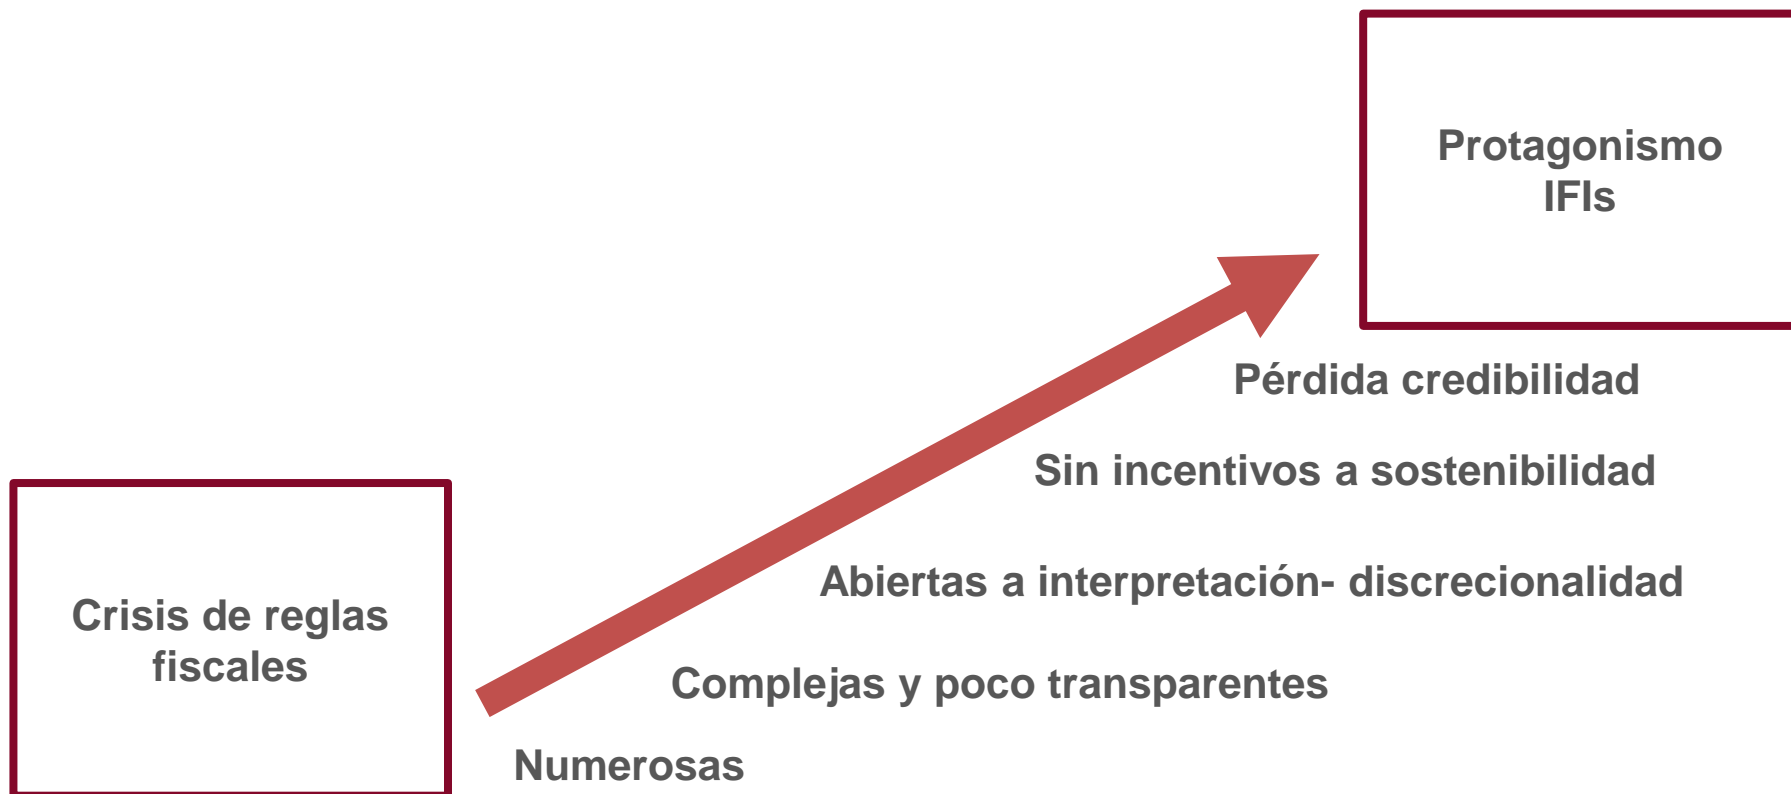 Protagonismo
IFIs
Pérdida credibilidad
Sin incentivos a sostenibilidad
Abiertas a interpretación- discrecionalidad
Crisis de reglas
fiscales
Complejas y poco transparentes
Numerosas